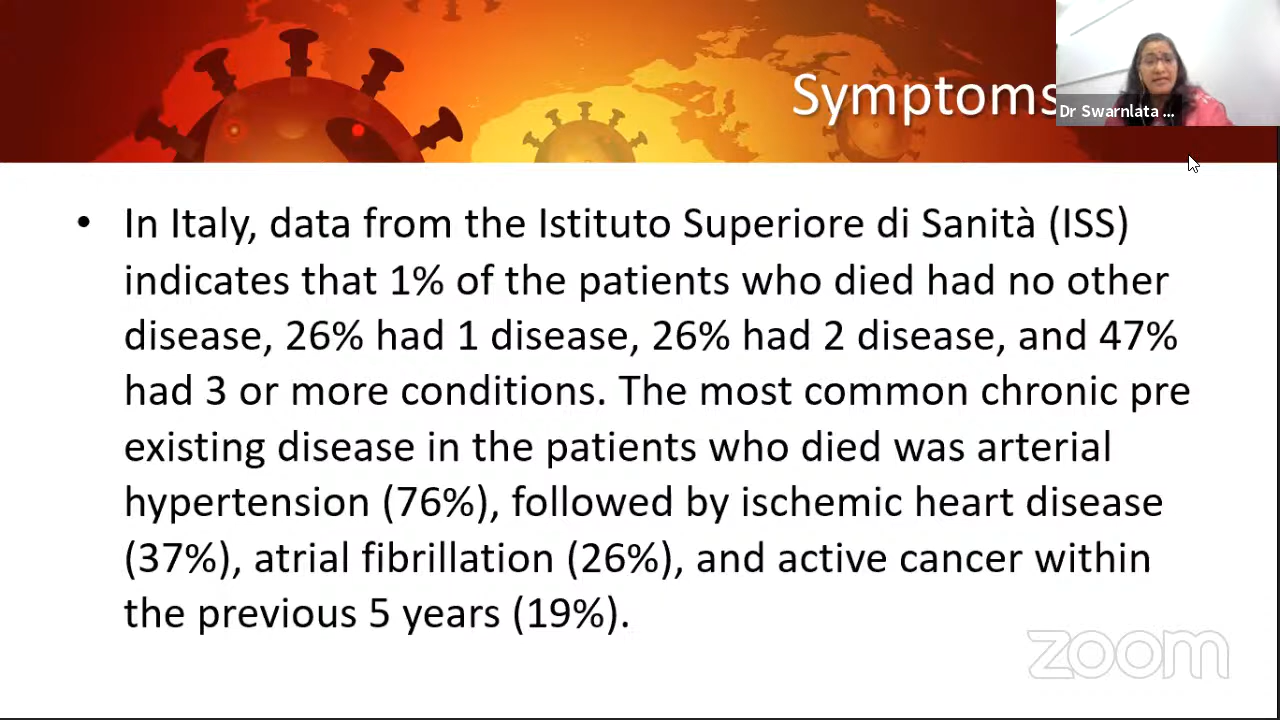 Symptoms
Dr Swarnlata ...
• In Italy, data from the Istituto Superiore di Sanità (ISS)
indicates that 1% of the patients who died had no other
disease, 26% had 1 disease, 26% had 2 disease, and 47%
had 3 or more conditions. The most common chronic pre
existing disease in the patients who died was arterial
hypertension (76%), followed by ischemic heart disease
(37%), atrial fibrillation (26%), and active cancer within
the previous 5 years (19%).
zoom